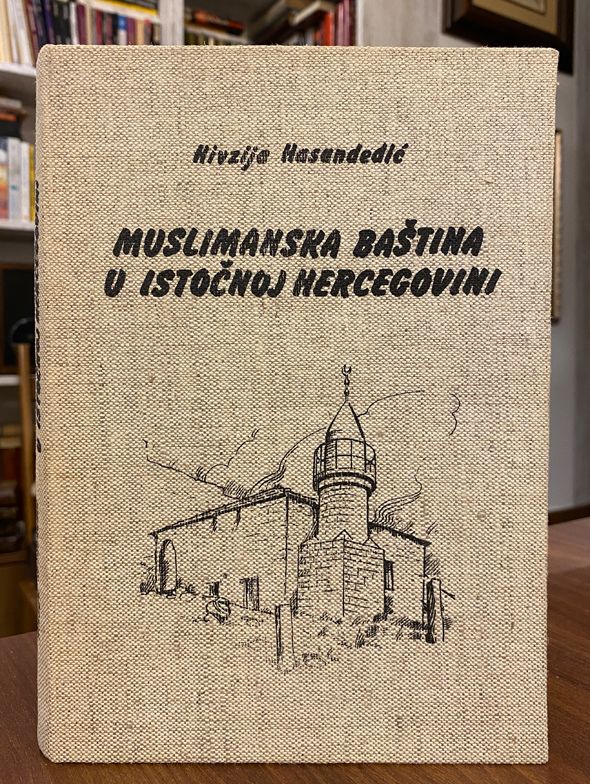 Hivzija Hasandedić
MUSLIMANSKA BAŠTINA
U ISTOČNOJ HERCEGOVINI